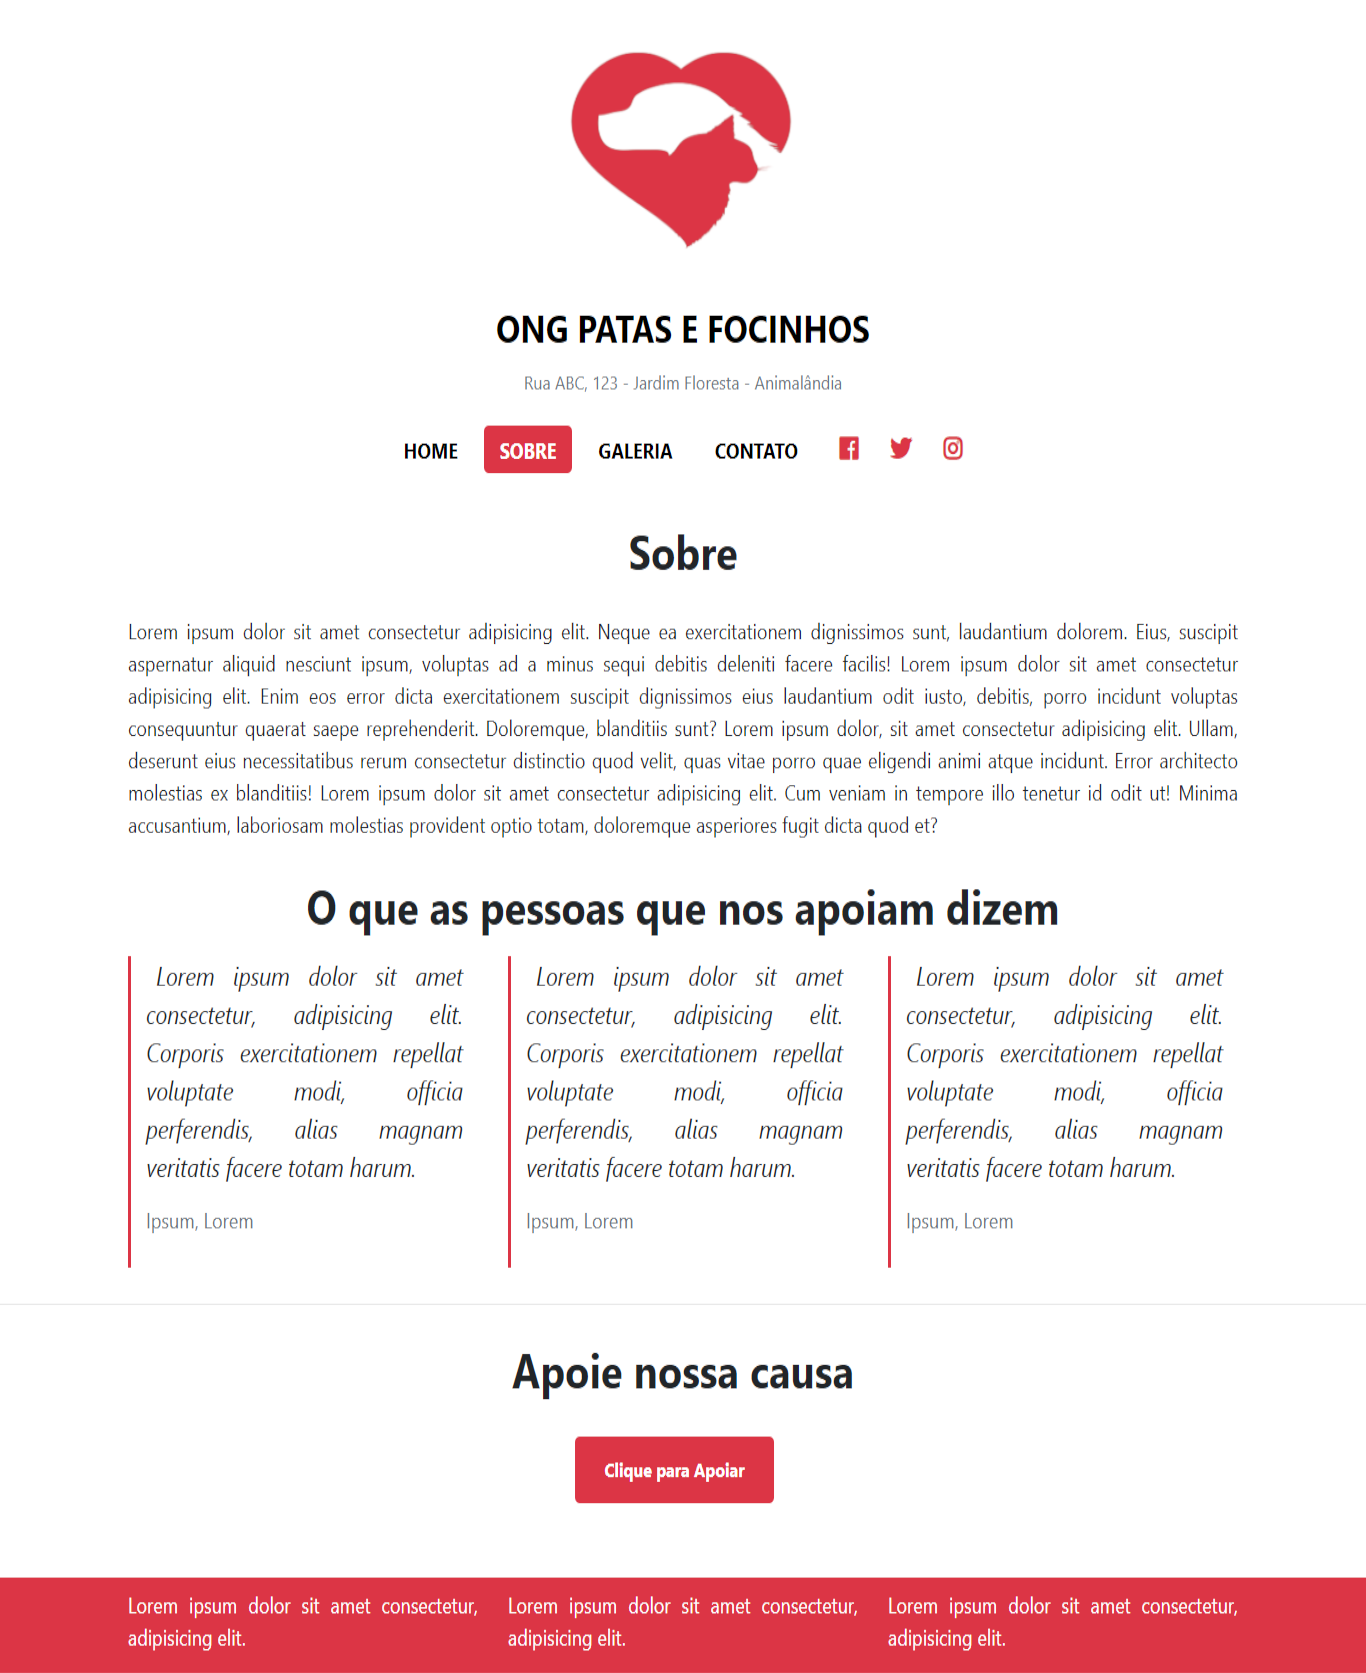 ONG PATAS E FOCINHOS
Rua ABC, 123 - Jardim Floresta - Animalândia
HOME SOBRE GALERIA CONTATO
Sobre
Lorem ipsum dolor sit amet consectetur adipisicing elit. Neque ea exercitationem dignissimos sunt, laudantium dolorem. Eius, suscipit
aspernatur aliquid nesciunt ipsum, voluptas ad a minus sequi debitis deleniti facere facilis! Lorem ipsum dolor sit amet consectetur
adipisicing elit. Enim eos error dicta exercitationem suscipit dignissimos eius laudantium odit iusto, debitis, porro incidunt voluptas
consequuntur quaerat saepe reprehenderit. Doloremque, blanditiis sunt? Lorem ipsum dolor, sit amet consectetur adipisicing elit. Ullam,
deserunt eius necessitatibus rerum consectetur distinctio quod velit, quas vitae porro quae eligendi animi atque incidunt. Error architecto
molestias ex blanditiis! Lorem ipsum dolor sit amet consectetur adipisicing elit. Cum veniam in tempore illo tenetur id odit ut! Minima
accusantium, laboriosam molestias provident optio totam, doloremque asperiores fugit dicta quod et?
O que as pessoas que nos apoiam dizem
Lorem ipsum dolor sit amet
consectetur, adipisicing elit.
Corporis exercitationem repellat
voluptate modi, officia
perferendis, alias magnam
veritatis facere totam harum.
Ipsum, Lorem
Lorem ipsum dolor sit amet
consectetur, adipisicing elit.
Corporis exercitationem repellat
voluptate modi, officia
perferendis, alias magnam
veritatis facere totam harum.
Ipsum, Lorem
Lorem ipsum dolor sit amet
consectetur, adipisicing elit.
Corporis exercitationem repellat
voluptate modi, officia
perferendis, alias magnam
veritatis facere totam harum.
Ipsum, Lorem
Apoie nossa causa
Clique para Apoiar
Lorem ipsum dolor sit amet consectetur,
adipisicing elit.
Lorem ipsum dolor sit amet consectetur,
adipisicing elit.
Lorem ipsum dolor sit amet consectetur,
adipisicing elit.